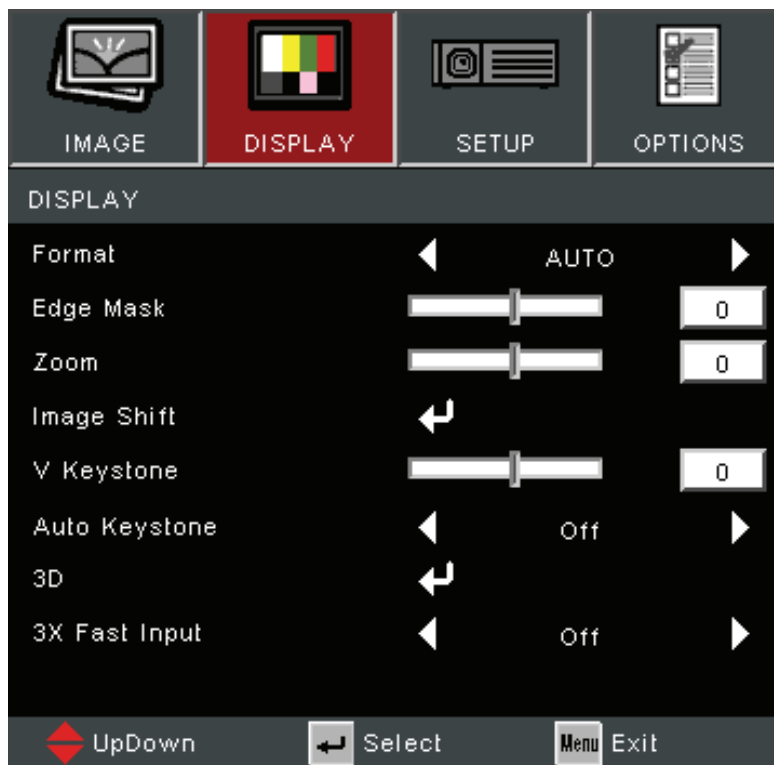 IMAGE DISPLAY SETUP OPTIONS
DISPLAY
Format AUTO
Edge Mask 0
Zoom 0
Image Shift
V Keystone 0
Auto Keystone Off
3D
3X Fast Input Off
UpDown Select Menu Exit